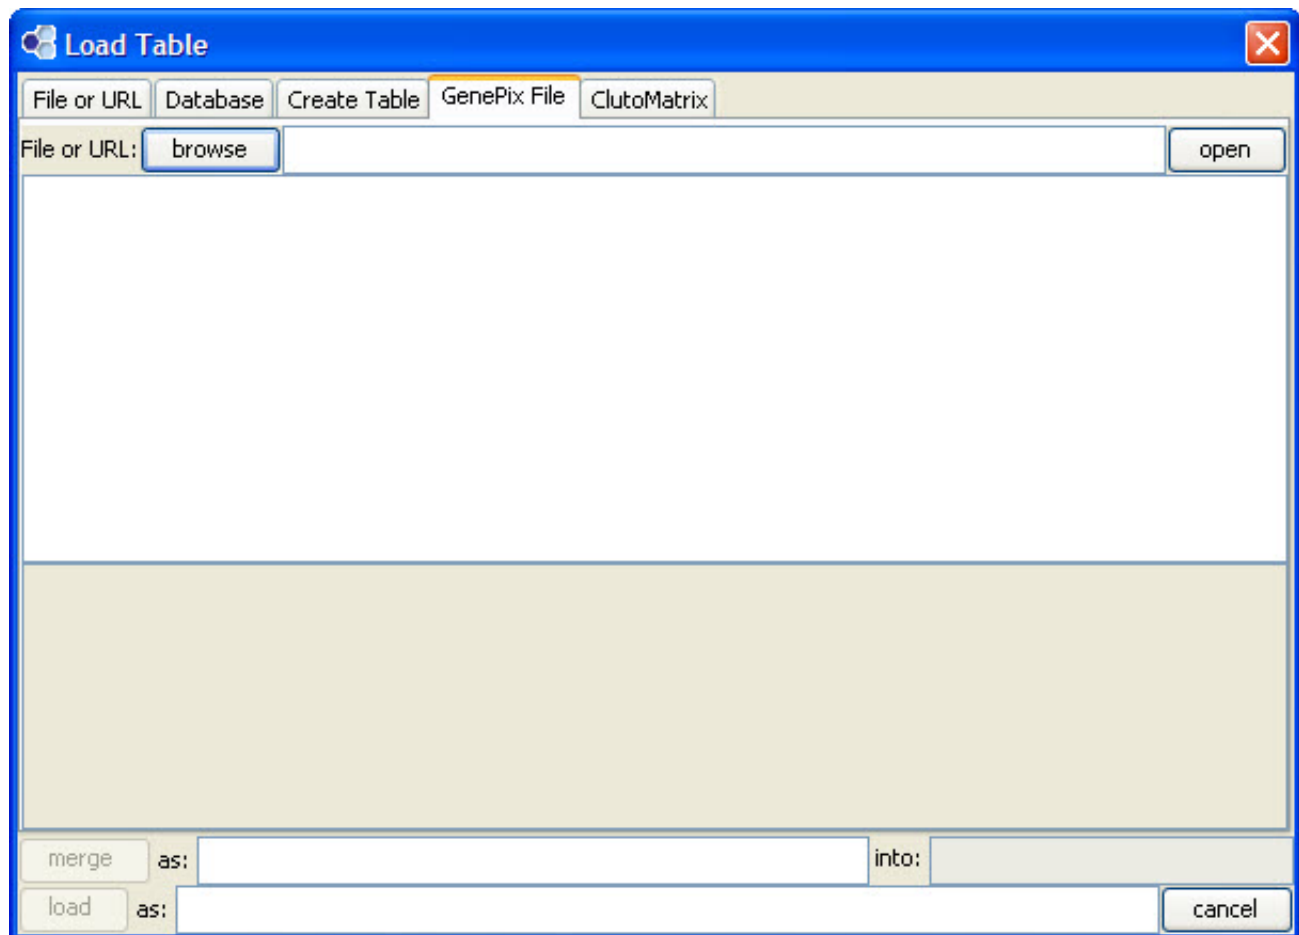 Load Table
File or URL Database Create Table GenePix File ClutoMatrix
File or URL: browse open
merge as: into:
load as: cancel